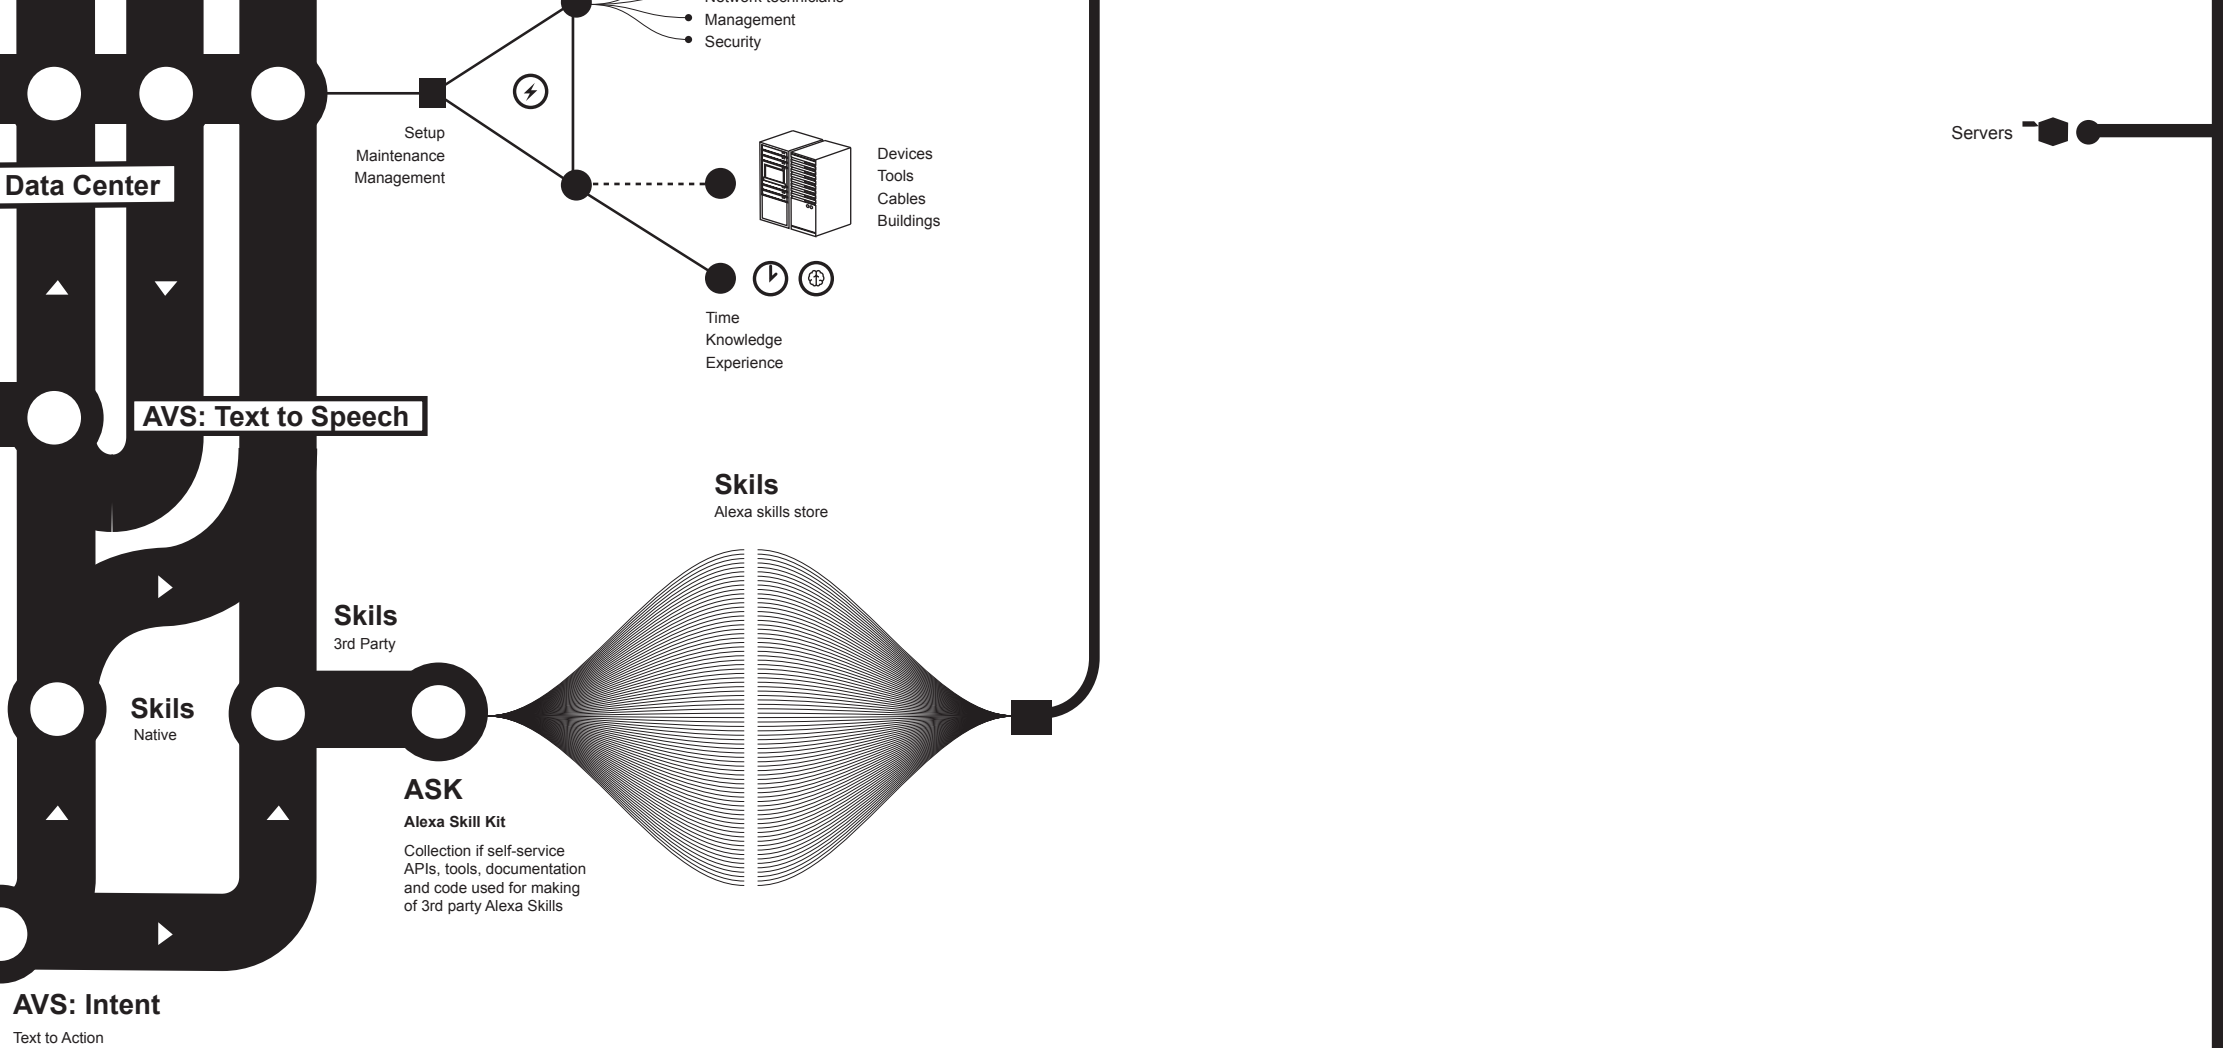 Network technicians
Management
Security
Setup
Maintenance
Management
Servers
Devices
Tools
Cables
Buildings
Data Center
Time
Knowledge
Experience
AVS: Text to Speech
Skils
Alexa skills store
Skils
3rd Party
Skils
Native
ASK
Alexa Skill Kit
Collection if self-service
APIs, tools, documentation
and code used for making
of 3rd party Alexa Skills
AVS: Intent
Text to Action